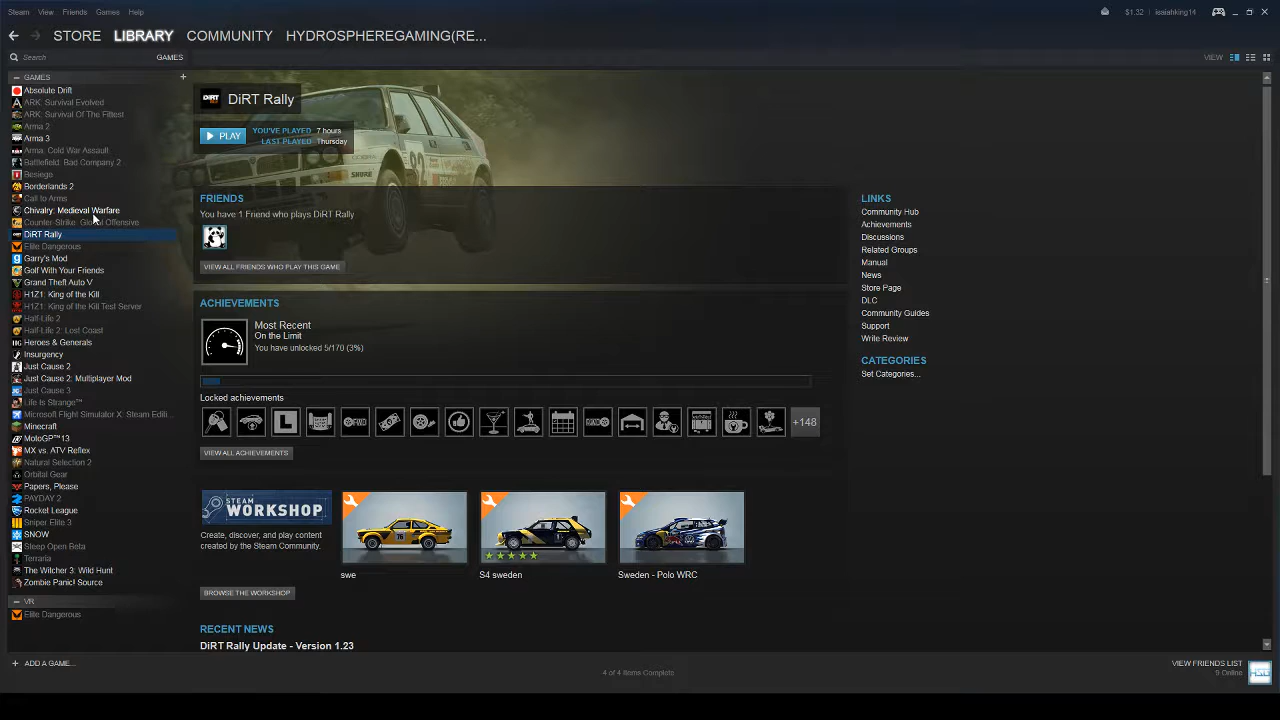 Steam View Friends Games Help
$1.32 isaiahking14
STORE LIBRARY COMMUNITY HYDROSPHEREGAMING(RE...
Search GAMES
VIEW
GAMES
Absolute Drift
ARK: Survival Evolved
ARK: Survival Of The Fittest
Arma 2
Arma 3
Arma: Cold War Assault
Battlefield: Bad Company 2
Besiege
Borderlands 2
Call to Arms
Chivalry: Medieval Warfare
Counter-Strike: Global Offensive
DiRT Rally
Elite Dangerous
Garry's Mod
Golf With Your Friends
Grand Theft Auto V
H1Z1: King of the Kill
H1Z1: King of the Kill Test Server
Half-Life 2
Half-Life 2: Lost Coast
Heroes & Generals
Insurgency
Just Cause 2
Just Cause 2: Multiplayer Mod
Just Cause 3
Life Is Strange™
Microsoft Flight Simulator X: Steam Editi...
Minecraft
MotoGP™13
MX vs. ATV Reflex
Natural Selection 2
Orbital Gear
Papers, Please
PAYDAY 2
Rocket League
Sniper Elite 3
SNOW
Steep Open Beta
Terraria
The Witcher 3: Wild Hunt
Zombie Panic! Source
VR
Elite Dangerous
+ ADD A GAME...
DiRT Rally
PLAY
YOU'VE PLAYED 7 hours
LAST PLAYED Thursday
FRIENDS
You have 1 Friend who plays DiRT Rally
VIEW ALL FRIENDS WHO PLAY THIS GAME
ACHIEVEMENTS
Most Recent
On the Limit
You have unlocked 5/170 (3%)
Locked achievements
+148
VIEW ALL ACHIEVEMENTS
STEAM WORKSHOP
Create, discover, and play content
created by the Steam Community.
BROWSE THE WORKSHOP
swe
S4 sweden
Sweden - Polo WRC
RECENT NEWS
DiRT Rally Update - Version 1.23
LINKS
Community Hub
Achievements
Discussions
Related Groups
Manual
News
Store Page
DLC
Community Guides
Support
Write Review
CATEGORIES
Set Categories...
4 of 4 Items Complete
VIEW FRIENDS LIST
9 Online